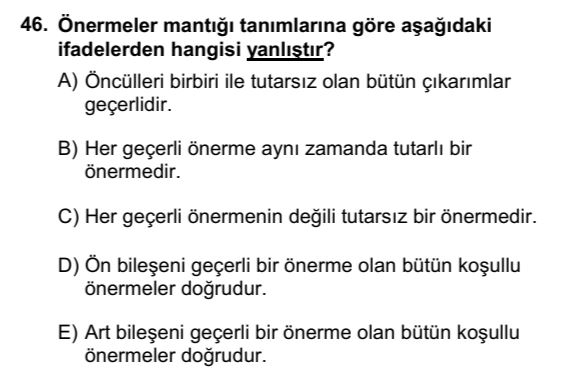 46. Önermeler mantığı tanımlarına göre aşağıdaki
ifadelerden hangisi yanlıştır?
A) Öncülleri birbiri ile tutarsız olan bütün çıkarımlar
geçerlidir.
B) Her geçerli önerme aynı zamanda tutarlı bir
önermedir.
C) Her geçerli önermenin değili tutarsız bir önermedir.
D) Ön bileşeni geçerli bir önerme olan bütün koşullu
önermeler doğrudur.
E) Art bileşeni geçerli bir önerme olan bütün koşullu
önermeler doğrudur.